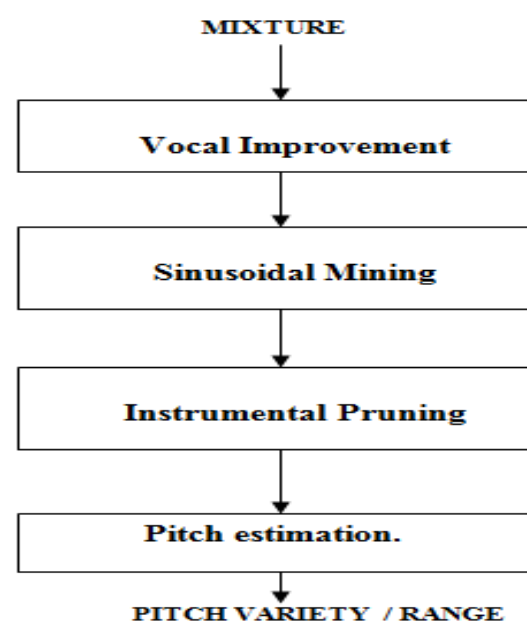 MIXTURE
Vocal Improvement
Sinusoidal Mining
Instrumental Pruning
Pitch estimation.
PITCH VARIETY / RANGE